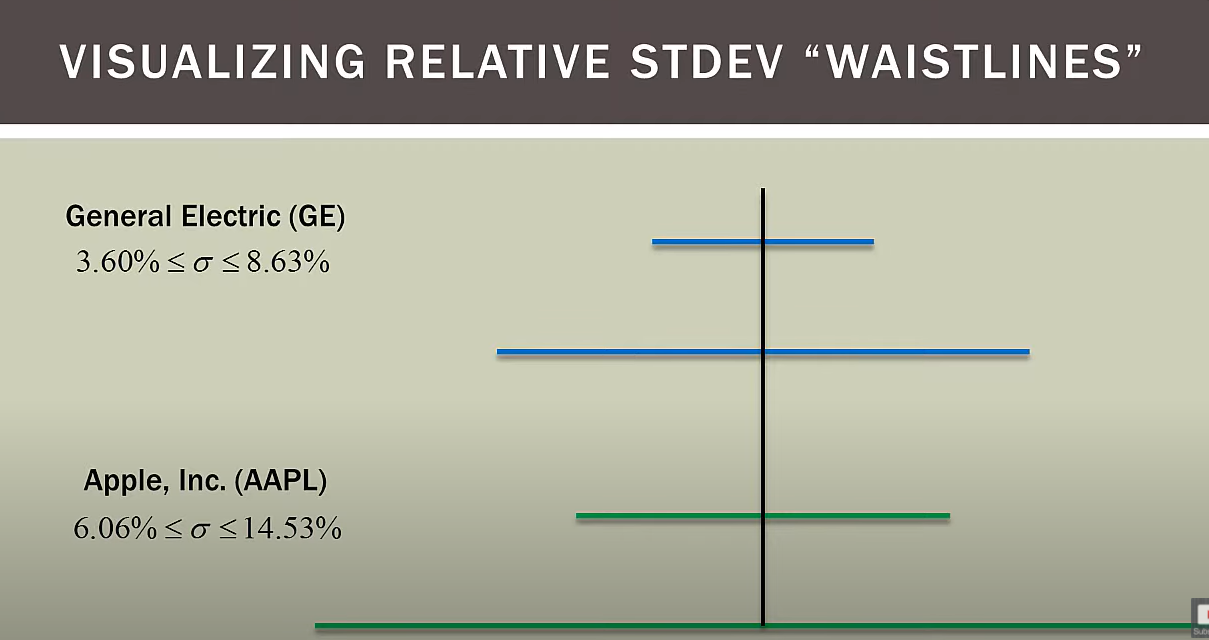 VISUALIZING RELATIVE STDEV “WAISTLINES”
General Electric (GE)
3.60% ≤ σ ≤ 8.63%
Apple, Inc. (AAPL)
6.06% ≤ σ ≤ 14.53%